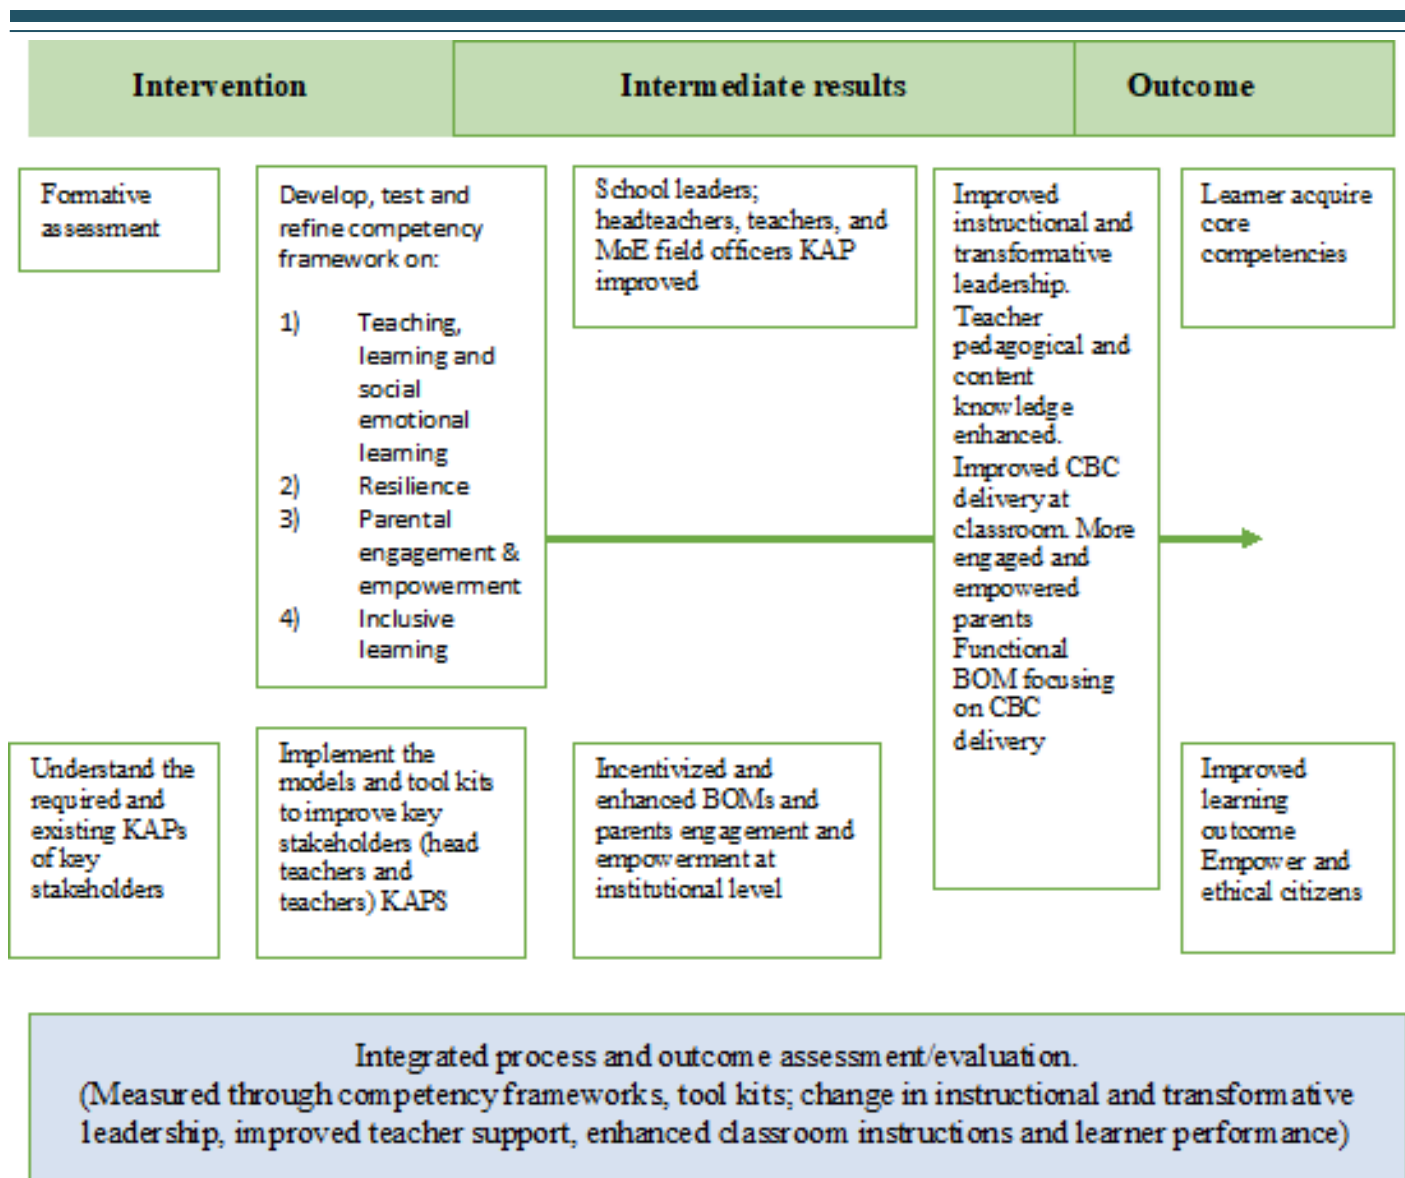 Intervention
Intermediate results
Outcome
Formative
assessment
Develop, test and
refine competency
framework on:
1) Teaching,
learning and
social
emotional
learning
2) Resilience
3) Parental
engagement &
empowerment
4) Inclusive
learning
School leaders;
headteachers, teachers, and
MoE field officers KAP
improved
Improved
instructional and
transformative
leadership.
Teacher
pedagogical and
content
knowledge
enhanced.
Improved CBC
delivery at
classroom. More
engaged and
empowered
parents
Functional
BOM focusing
on CBC
delivery
Learner acquire
core
competencies
Understand the
required and
existing KAPs
of key
stakeholders
Implement the
models and tool kits
to improve key
stakeholders (head
teachers and
teachers) KAPS
Incentivized and
enhanced BOMs and
parents engagement and
empowerment at
institutional level
Improved
learning
outcome
Empower and
ethical citizens
Integrated process and outcome assessment/evaluation.
(Measured through competency frameworks, tool kits; change in instructional and transformative
leadership, improved teacher support, enhanced classroom instructions and learner performance)